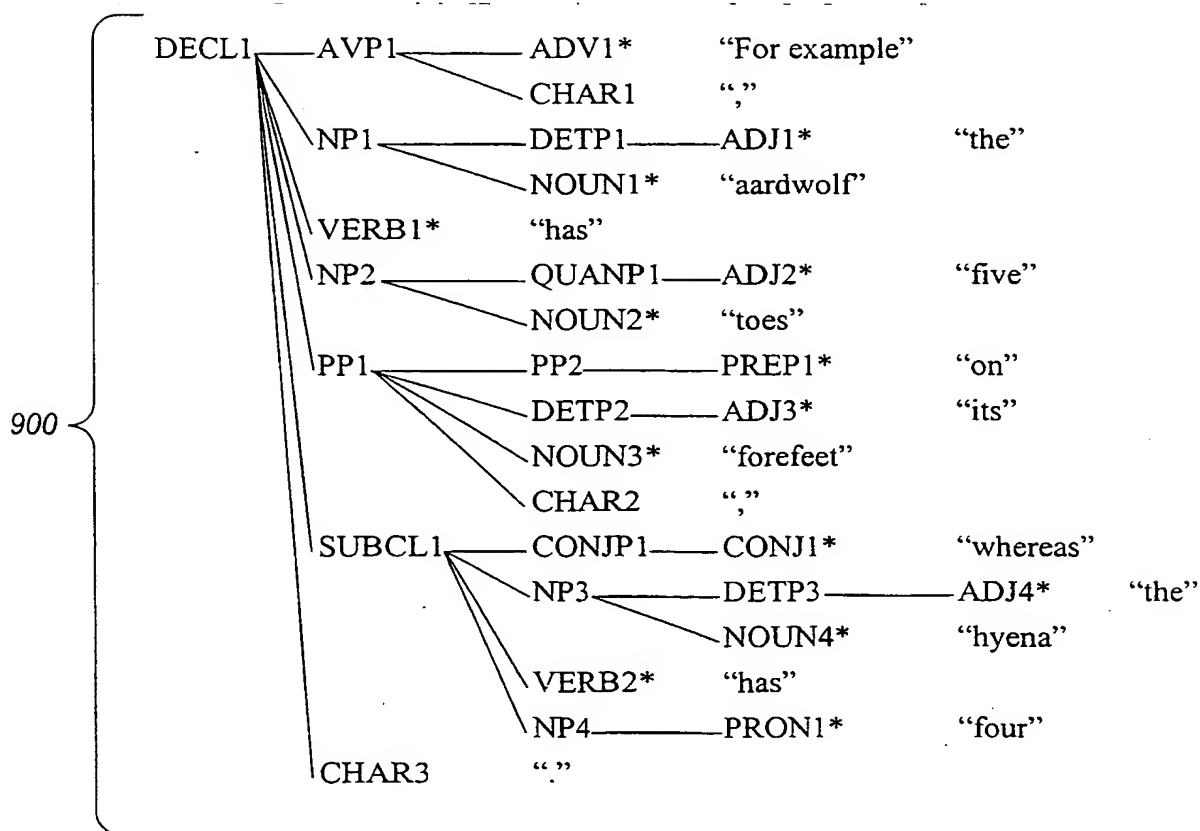 DECL1 AVP1 ADV1* “For example”
CHAR1 “,”
NP1 DETP1 ADJ1* “the”
NOUN1* “aardwolf”
VERB1* “has”
NP2 QUANP1 ADJ2* “five”
NOUN2* “toes”
PP1 PP2 PREP1* “on”
DETP2 ADJ3* “its”
900
NOUN3* “forefeet”
CHAR2 “,”
SUBCL1 CONJP1 CONJ1* “whereas”
NP3 DETP3 ADJ4* “the”
NOUN4* “hyena”
VERB2* “has”
NP4 PRON1* “four”
CHAR3 “.”